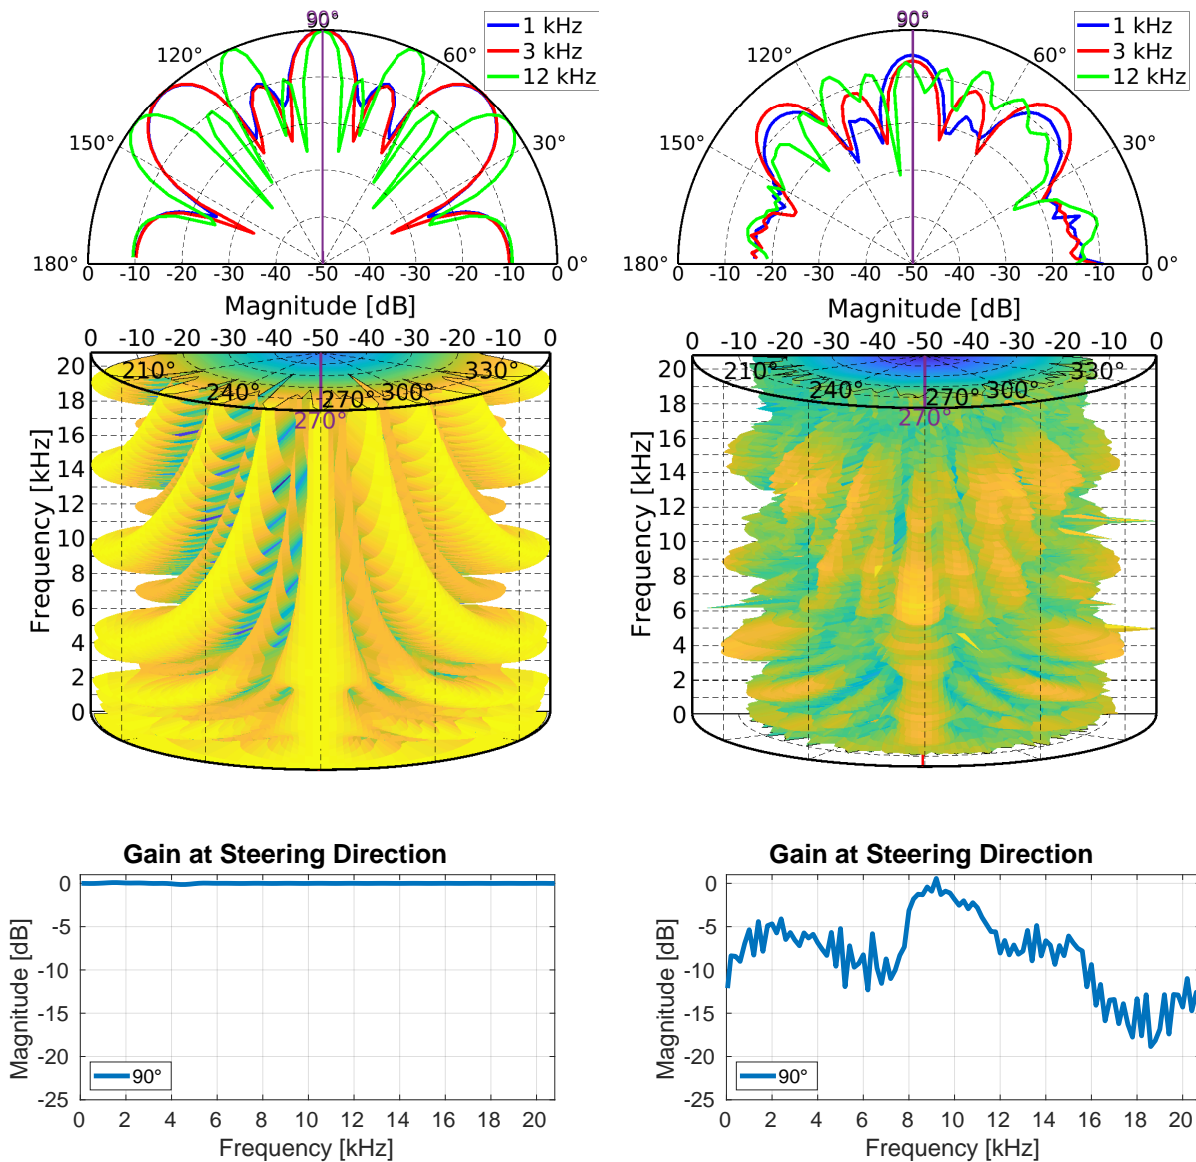 90°
90°
1 kHz
3 kHz
12 kHz
120°
60°
150°
30°
180°
0 -10 -20 -30 -40 -50 -40 -30 -20 -10 0
0°
Magnitude [dB]
90°
90°
1 kHz
3 kHz
12 kHz
120°
60°
150°
30°
180°
0 -10 -20 -30 -40 -50 -40 -30 -20 -10 0
0°
Magnitude [dB]
0 -10 -20 -30 -40 -50 -40 -30 -20 -10 0
210°
240°
270°
300°
330°
270°
20
18
16
14
12
10
8
6
4
2
0
Frequency [kHz]
0 -10 -20 -30 -40 -50 -40 -30 -20 -10 0
210°
240°
270°
300°
330°
270°
20
18
16
14
12
10
8
6
4
2
0
Frequency [kHz]
Gain at Steering Direction
0
-5
-10
-15
-20
-25
Magnitude [dB]
90°
0 2 4 6 8 10 12 14 16 18 20
Frequency [kHz]
Gain at Steering Direction
0
-5
-10
-15
-20
-25
Magnitude [dB]
90°
0 2 4 6 8 10 12 14 16 18 20
Frequency [kHz]